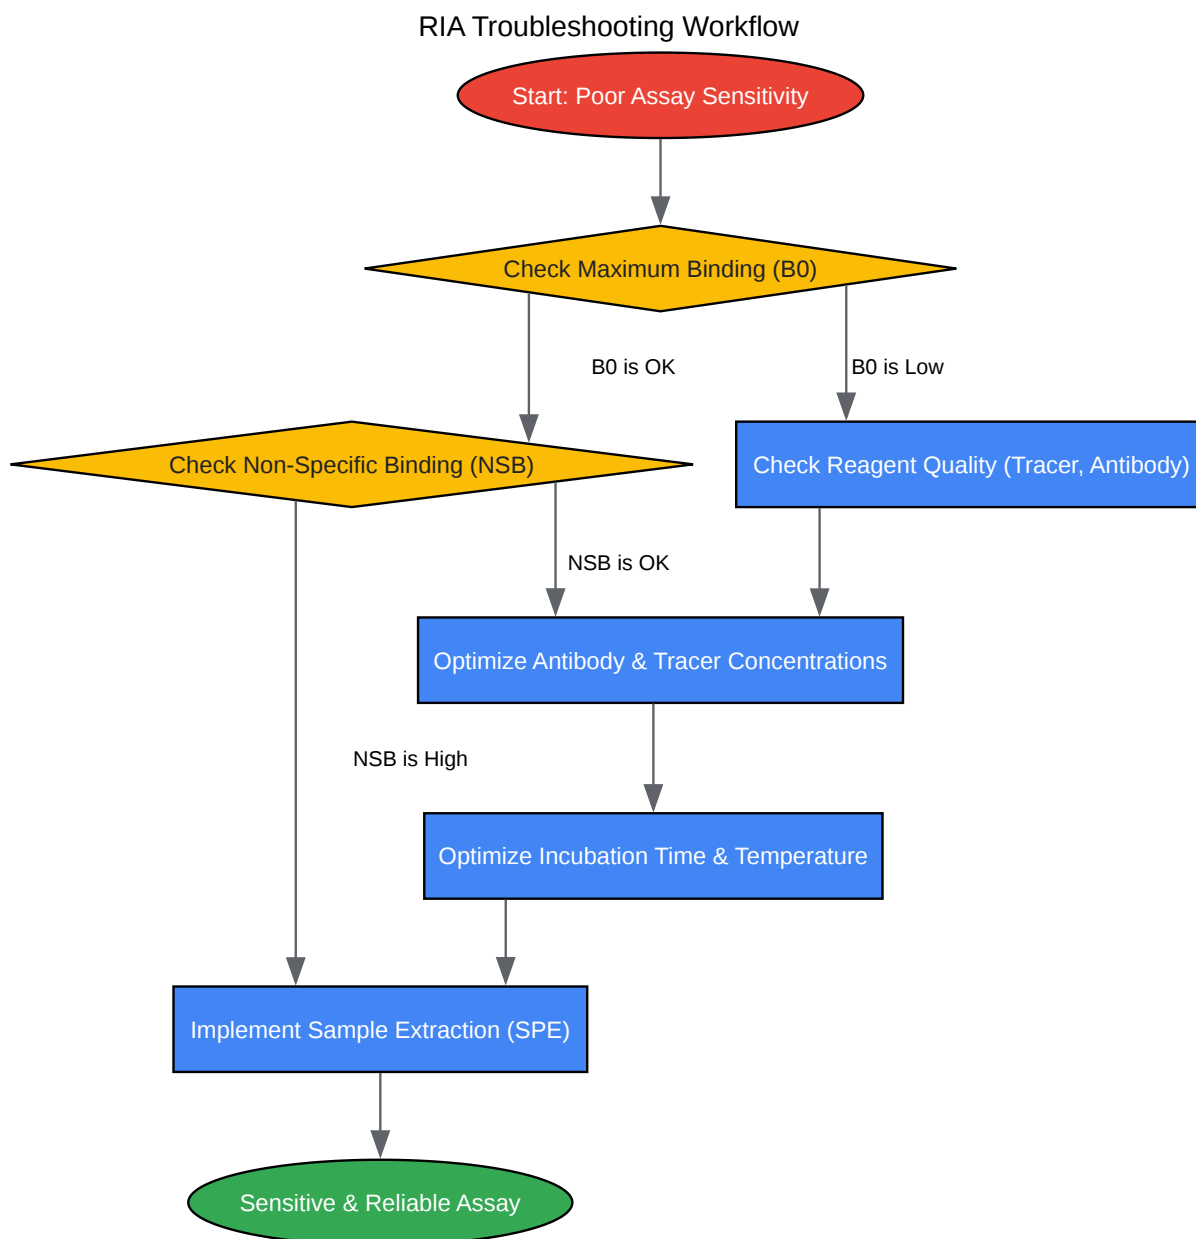 RIA Troubleshooting Workflow
Start: Poor Assay Sensitivity
Check Maximum Binding (B0)
B0 is OK
B0 is Low
Check Non-Specific Binding (NSB)
Check Reagent Quality (Tracer, Antibody)
NSB is OK
Optimize Antibody & Tracer Concentrations
NSB is High
Optimize Incubation Time & Temperature
Implement Sample Extraction (SPE)
Sensitive & Reliable Assay